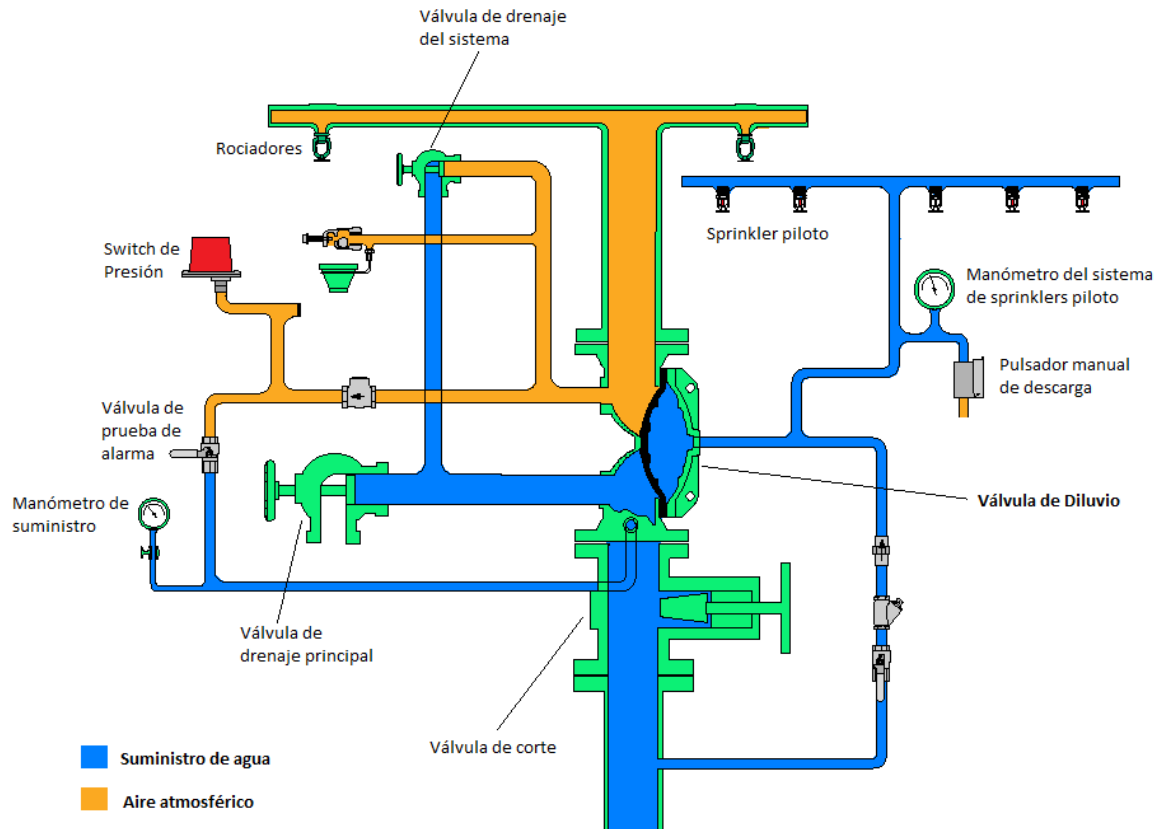 Válvula de drenaje
del sistema
Rociadores
Sprinkler piloto
Switch de
Presión
Manómetro del sistema
de sprinklers piloto
Pulsador manual
de descarga
Válvula de
prueba de
alarma
Manómetro de
suministro
Válvula de Diluvio
Válvula de
drenaje principal
Válvula de corte
Suministro de agua
Aire atmosférico